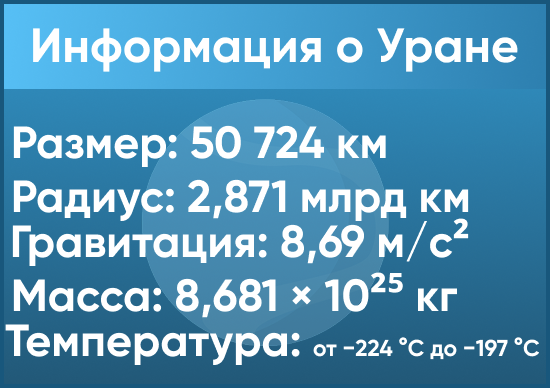 Информация о Уране
Размер: 50 724 км
Радиус: 2,871 млрд км
Гравитация: 8,69 м/с²
Масса: 8,681 × 10²⁵ кг
Температура: от −224 °C до −197 °C